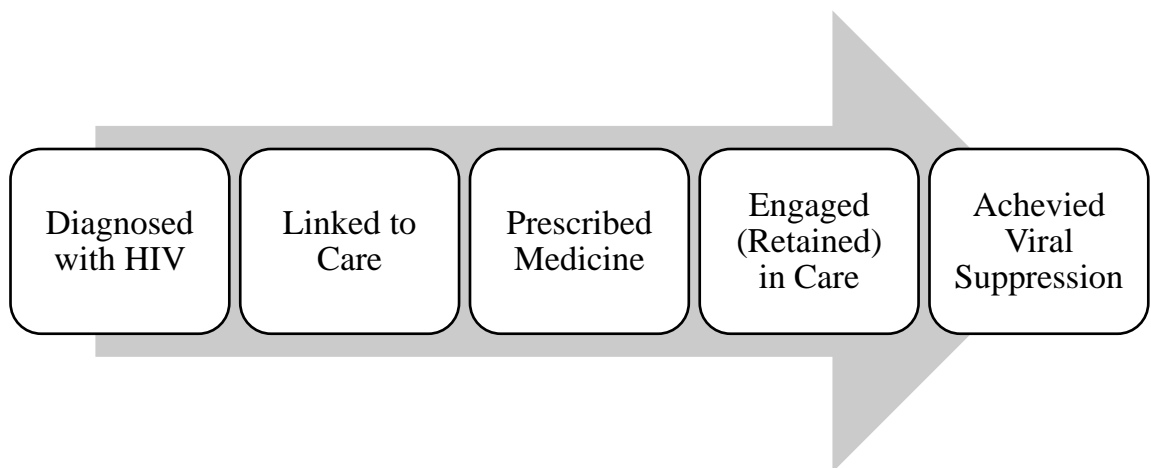 Diagnosed
with HIV
Linked to
Care
Prescribed
Medicine
Engaged
(Retained)
in Care
Achevied
Viral
Suppression